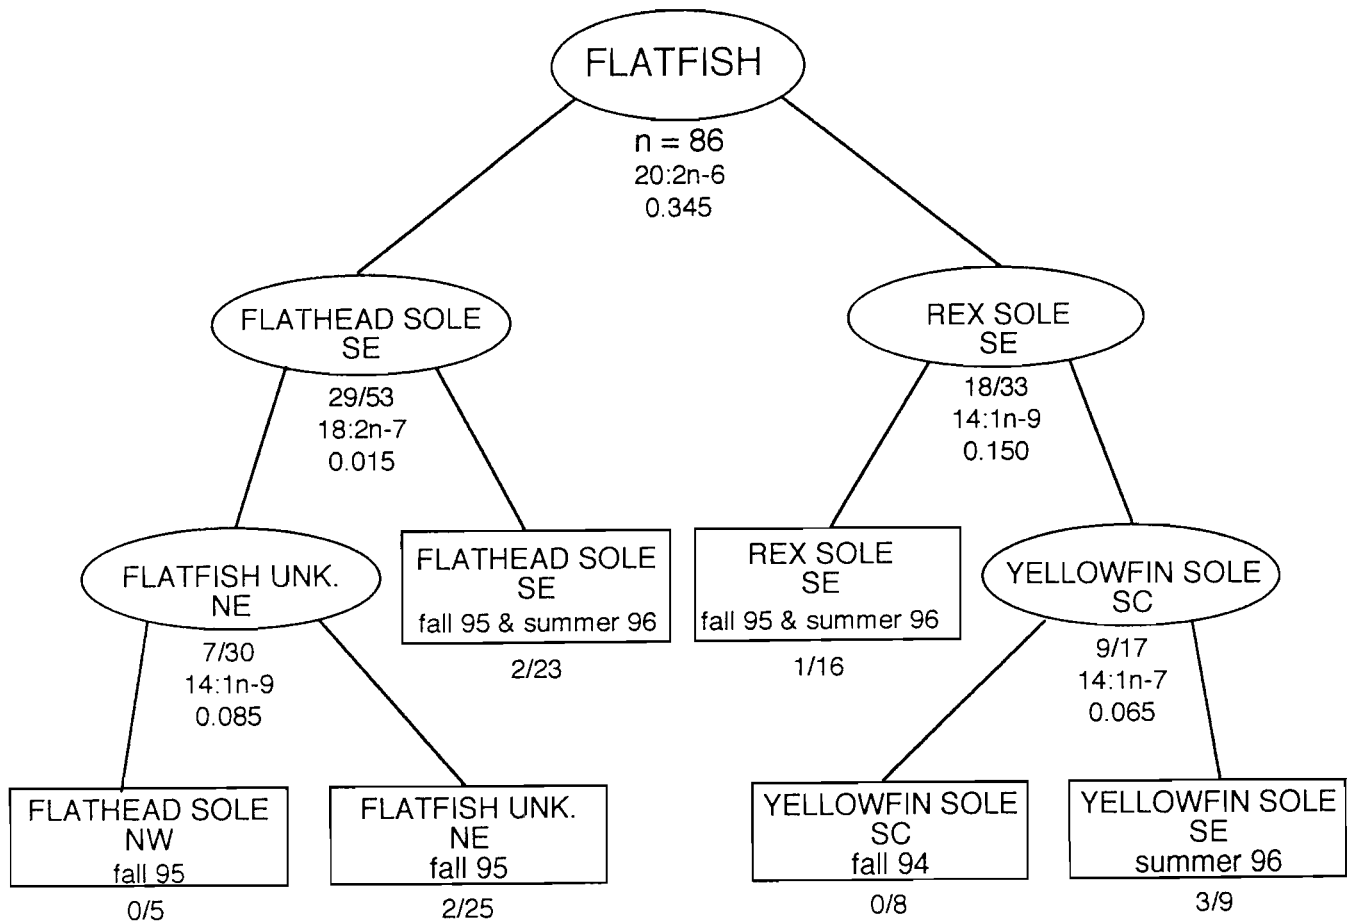 FLATFISH
n = 86
20:2n-6
0.345
FLATHEAD SOLE
SE
29/53
18:2n-7
0.015
REX SOLE
SE
18/33
14:1n-9
0.150
FLATFISH UNK.
NE
7/30
14:1n-9
0.085
FLATHEAD SOLE
SE
fall 95 & summer 96
2/23
REX SOLE
SE
fall 95 & summer 96
1/16
YELLOWFIN SOLE
SC
9/17
14:1n-7
0.065
FLATHEAD SOLE
NW
fall 95
0/5
FLATFISH UNK.
NE
fall 95
2/25
YELLOWFIN SOLE
SC
fall 94
0/8
YELLOWFIN SOLE
SE
summer 96
3/9